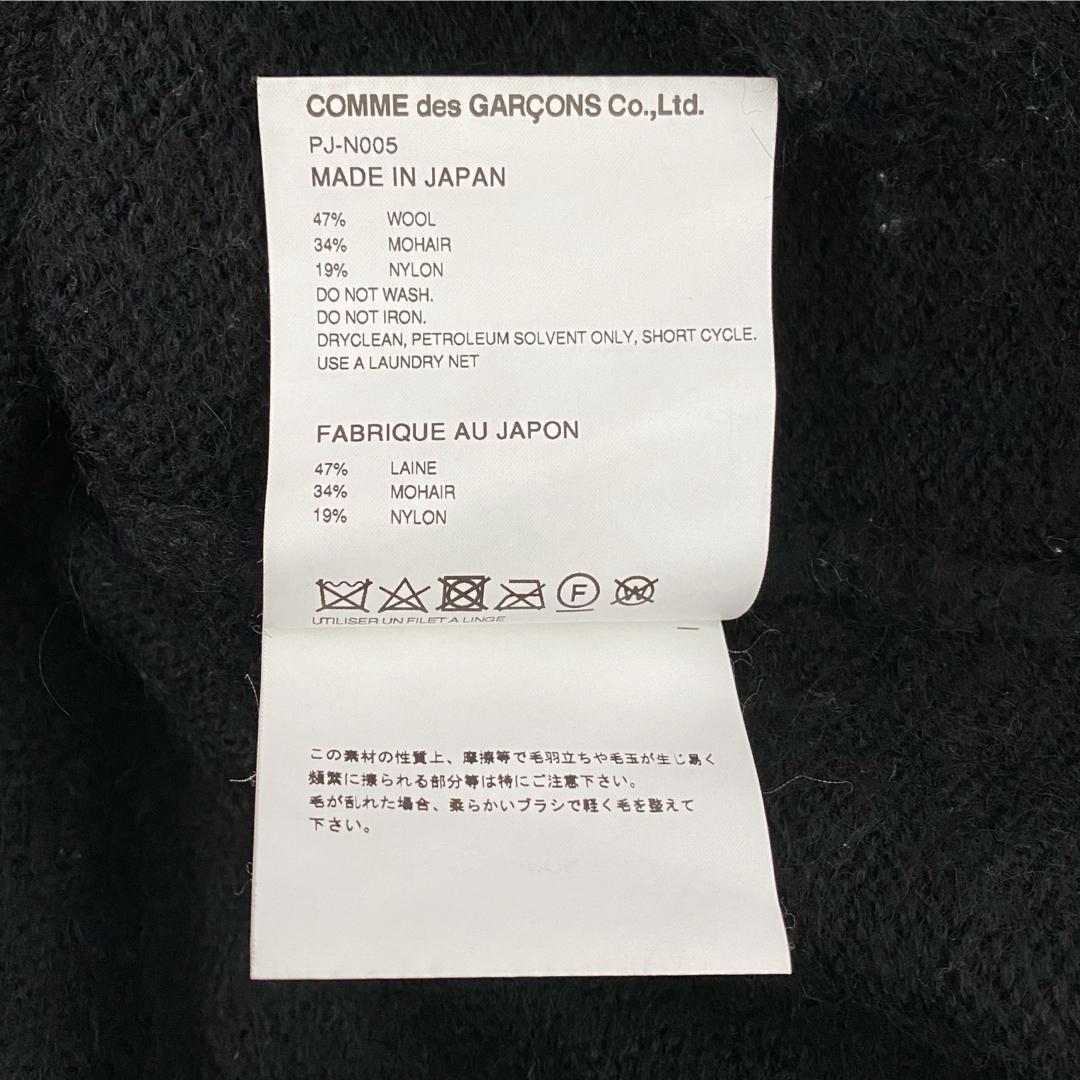 COMME des GARÇONS Co.,Ltd.
PJ-N005
MADE IN JAPAN
47% WOOL
34% MOHAIR
19% NYLON
DO NOT WASH.
DO NOT IRON.
DRYCLEAN, PETROLEUM SOLVENT ONLY, SHORT CYCLE.
USE A LAUNDRY NET
FABRIQUE AU JAPON
47% LAINE
34% MOHAIR
19% NYLON
F W
UTILISER UN FILET A LINGE
この素材の性質上、摩擦等で毛羽立ちや毛玉が生じ易く
頻繁に擦られる部分等は特にご注意下さい。
毛が乱れた場合、柔らかいブラシで軽く毛を整えて
下さい。